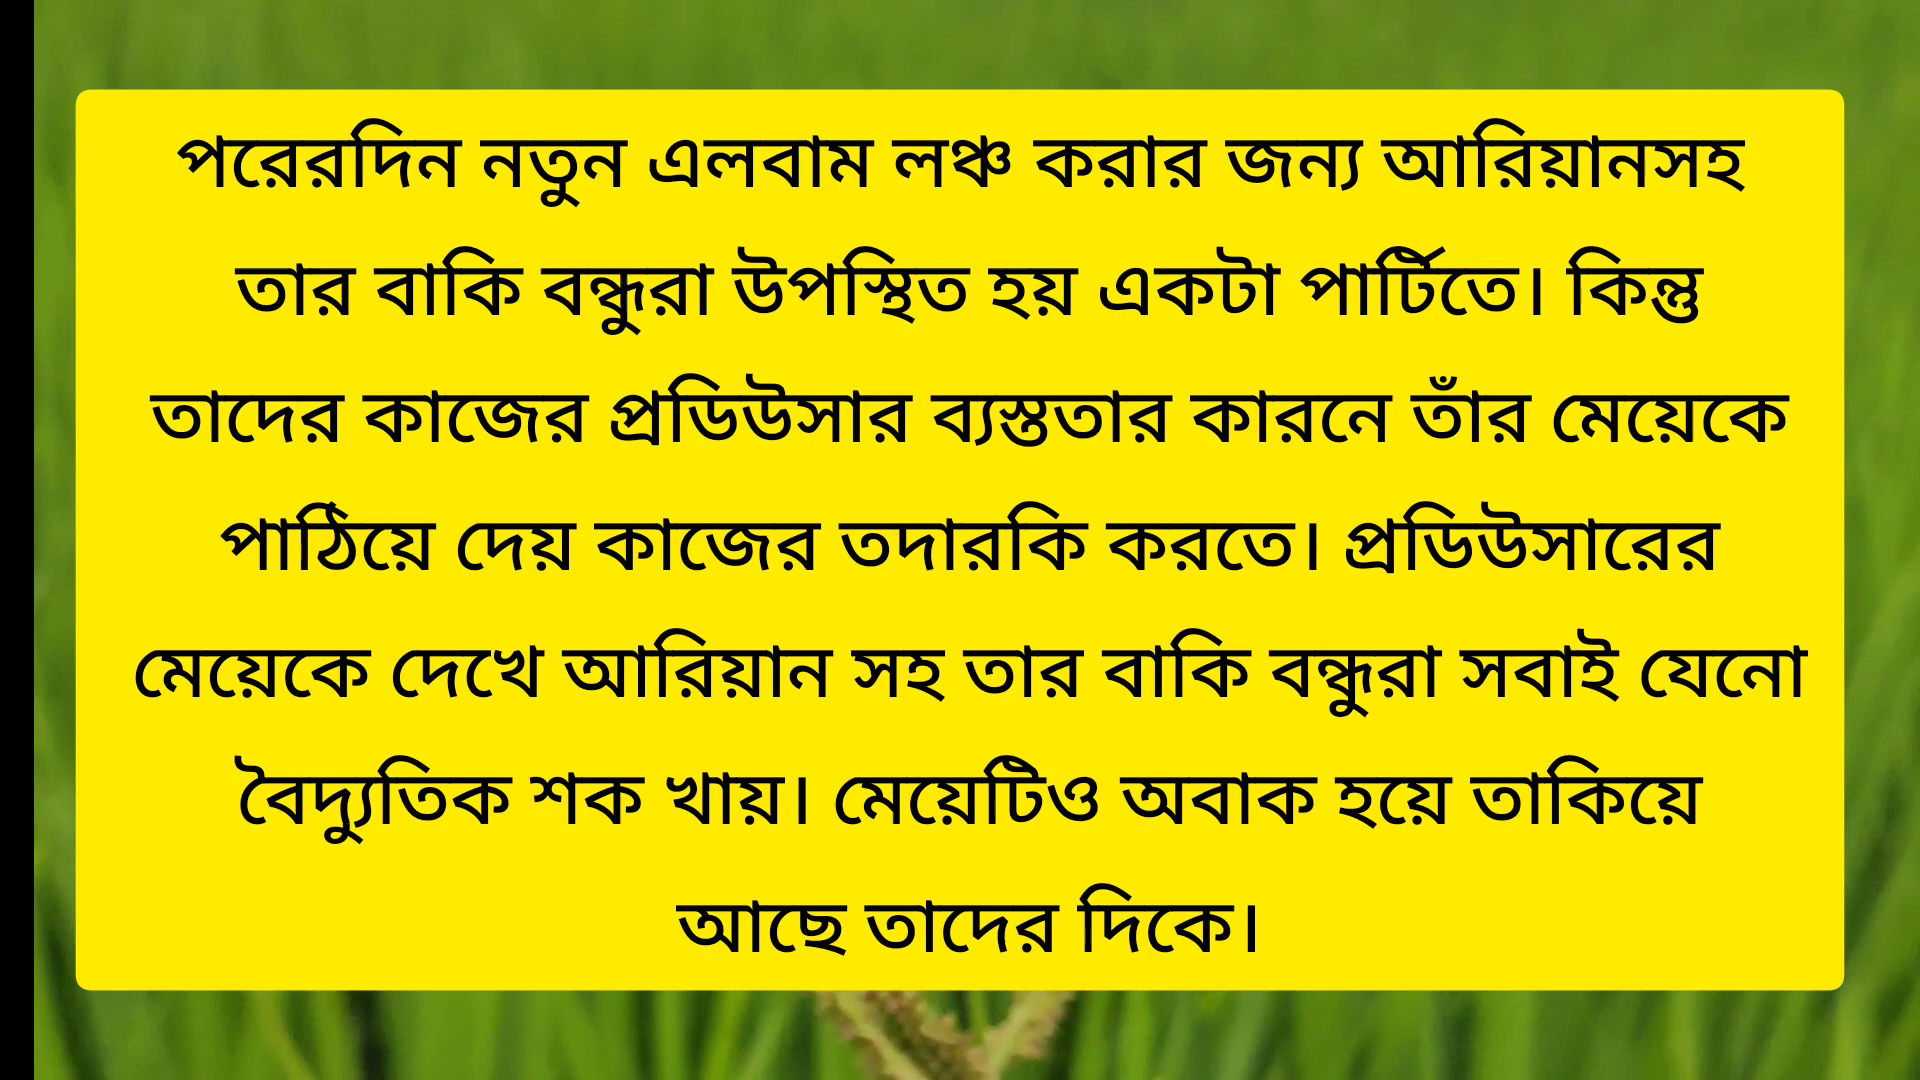 পরেরদিন নতুন এলবাম লঞ্চ করার জন্য আরিয়ানসহ
তার বাকি বন্ধুরা উপস্থিত হয় একটা পার্টিতে। কিন্তু
তাদের কাজের প্রডিউসার ব্যস্ততার কারনে তাঁর মেয়েকে
পাঠিয়ে দেয় কাজের তদারকি করতে। প্রডিউসারের
মেয়েকে দেখে আরিয়ান সহ তার বাকি বন্ধুরা সবাই যেনো
বৈদ্যুতিক শক খায়। মেয়েটিও অবাক হয়ে তাকিয়ে
আছে তাদের দিকে।